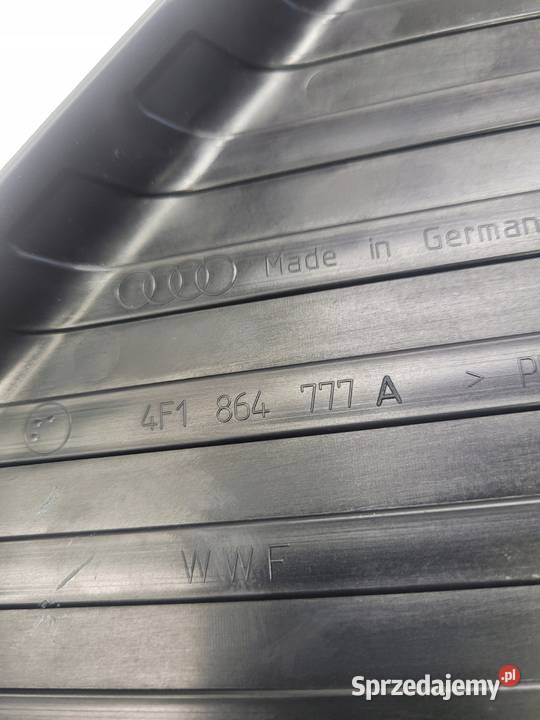 Made in German
4F1 864 777 A > P
WWF
Sprzedajemy.pl